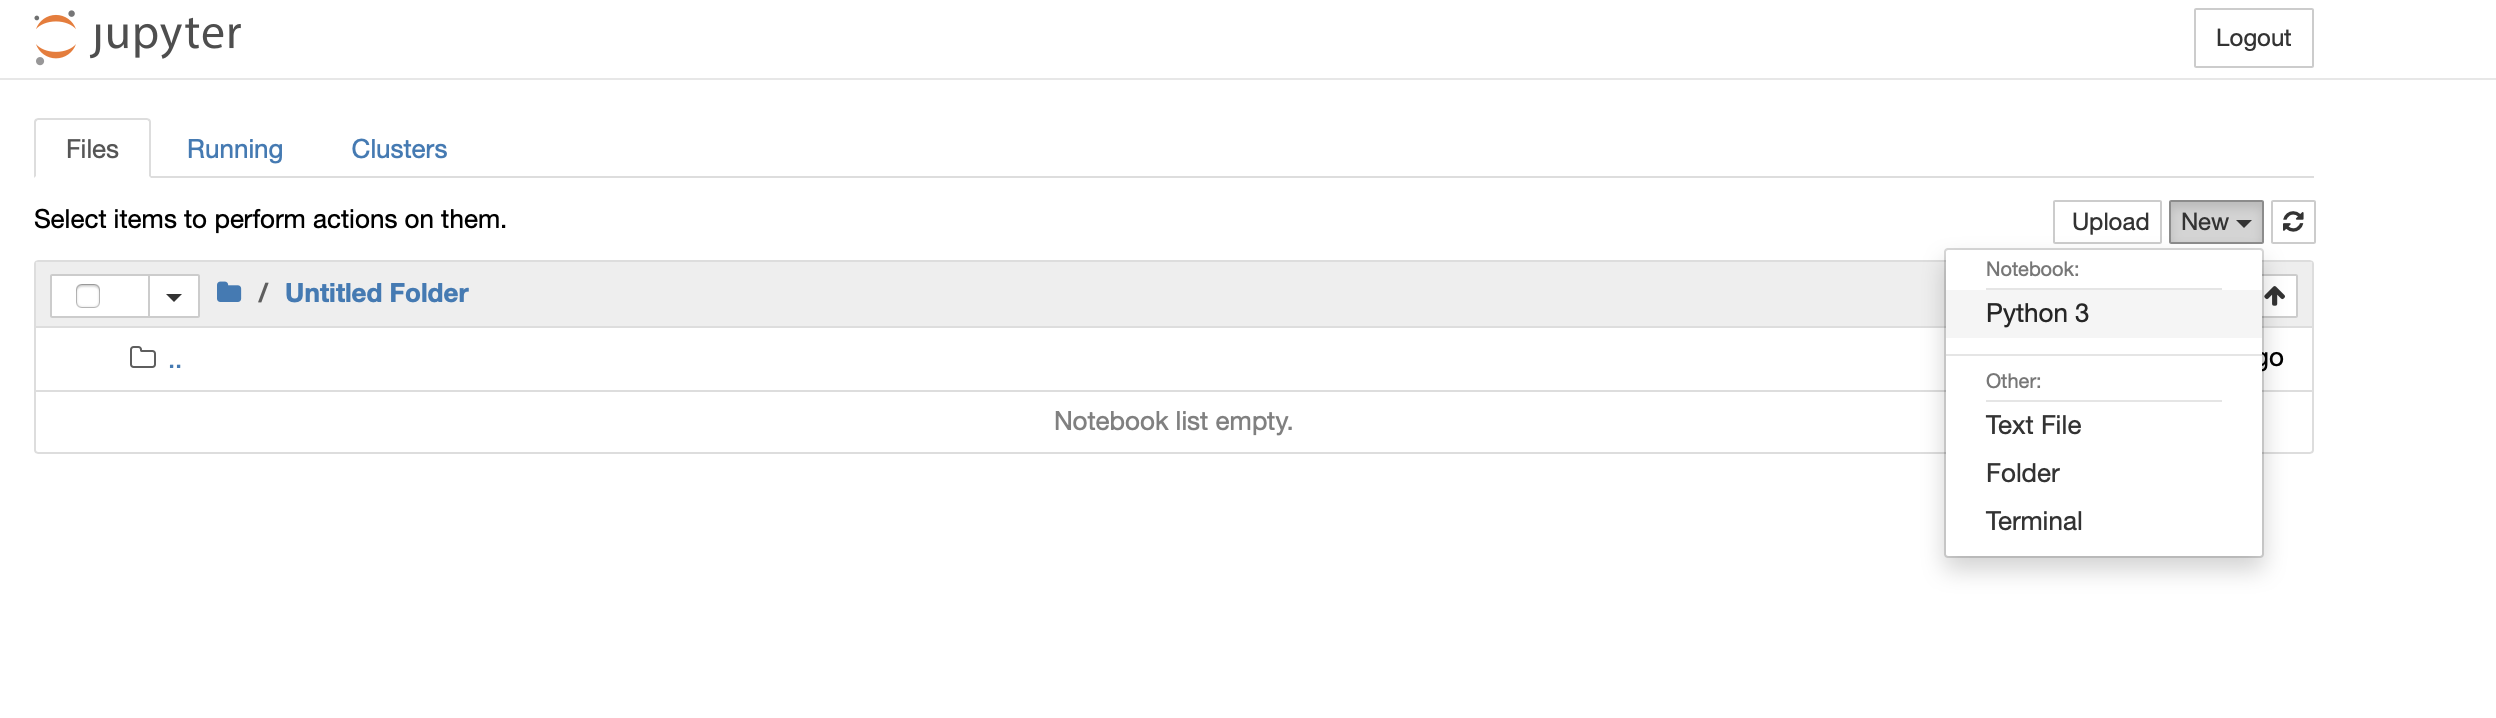 jupyter
Logout
Files Running Clusters
Select items to perform actions on them.
Upload New
/ Untitled Folder
..
Notebook list empty.
Notebook:
Python 3
Other:
Text File
Folder
Terminal